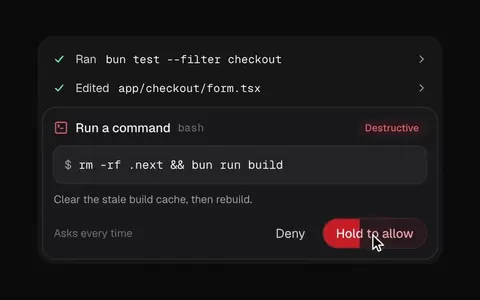 Ran bun test --filter checkout
Edited app/checkout/form.tsx
Run a command bash Destructive
$ rm -rf .next && bun run build
Clear the stale build cache, then rebuild.
Asks every time Deny Hold to allow